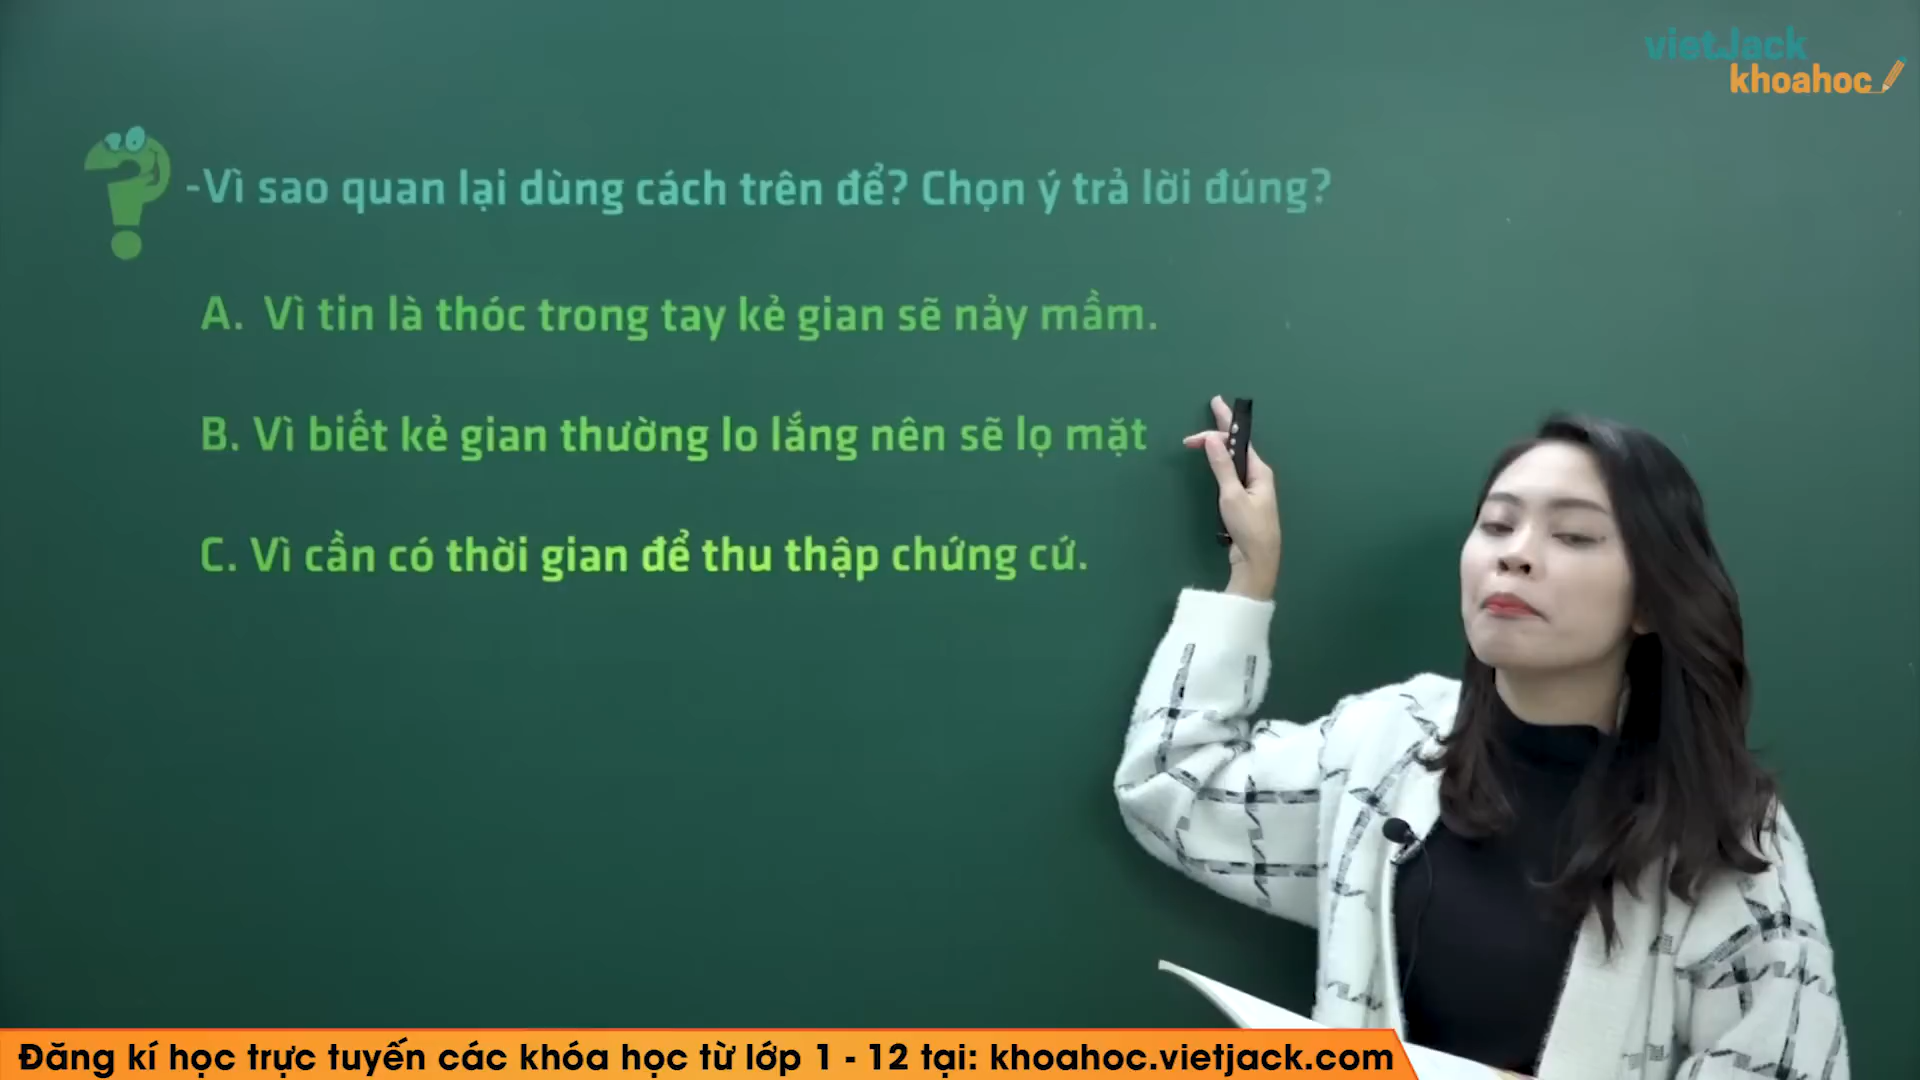 vietJack
khoahoc
-Vì sao quan lại dùng cách trên để? Chọn ý trả lời đúng?
A. Vì tin là thóc trong tay kẻ gian sẽ nảy mầm.
B. Vì biết kẻ gian thường lo lắng nên sẽ lọ mặt
C. Vì cần có thời gian để thu thập chứng cứ.
Đăng kí học trực tuyến các khóa học từ lớp 1 - 12 tại: khoahoc.vietjack.com